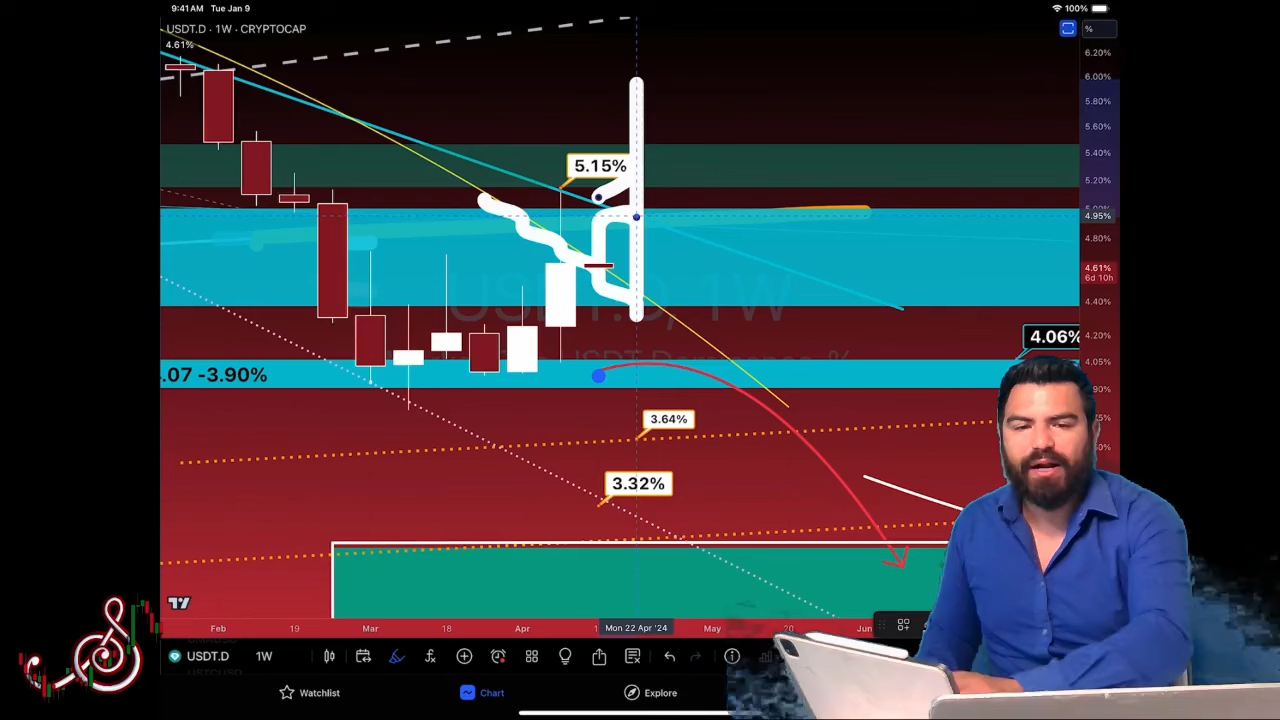 9:41 AM Tue Jan 9
100%
USDT.D · 1W · CRYPTOCAP
4.61%
%
6.20%
6.00%
5.80%
5.60%
5.40%
5.20%
4.95%
4.80%
4.61%
6d 10h
4.40%
4.20%
4.05%
5.15%
USDT.D, 1W
4.06%
.07 -3.90%
3.64%
3.32%
Feb
19
Mar
18
Apr
Mon 22 Apr '24
May
20
Jun
USDT.D
1W
Watchlist
Chart
Explore